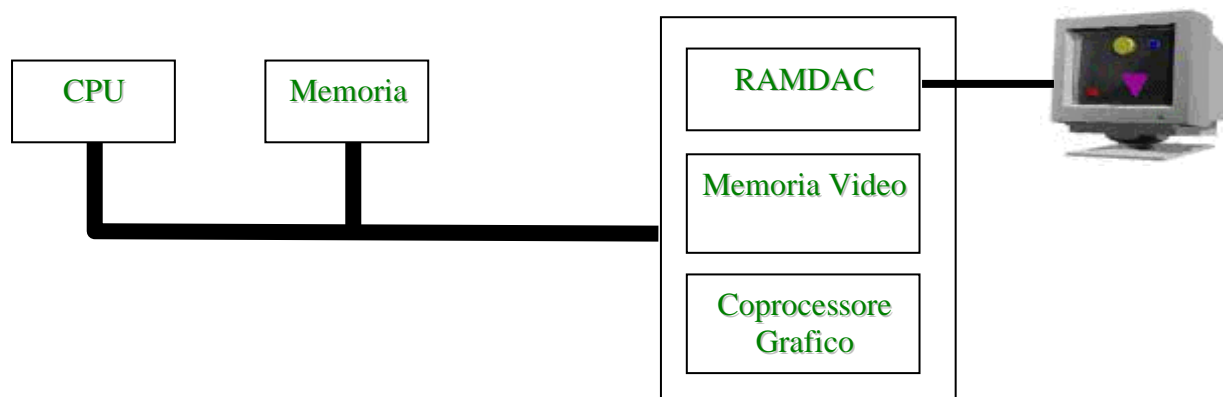 CPU
Memoria
RAMDAC
Memoria Video
Coprocessore
Grafico